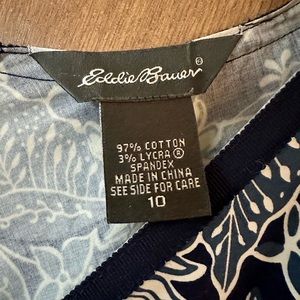 Eddie Bauer®
97% COTTON
3% LYCRA ®
SPANDEX
MADE IN CHINA
SEE SIDE FOR CARE
10